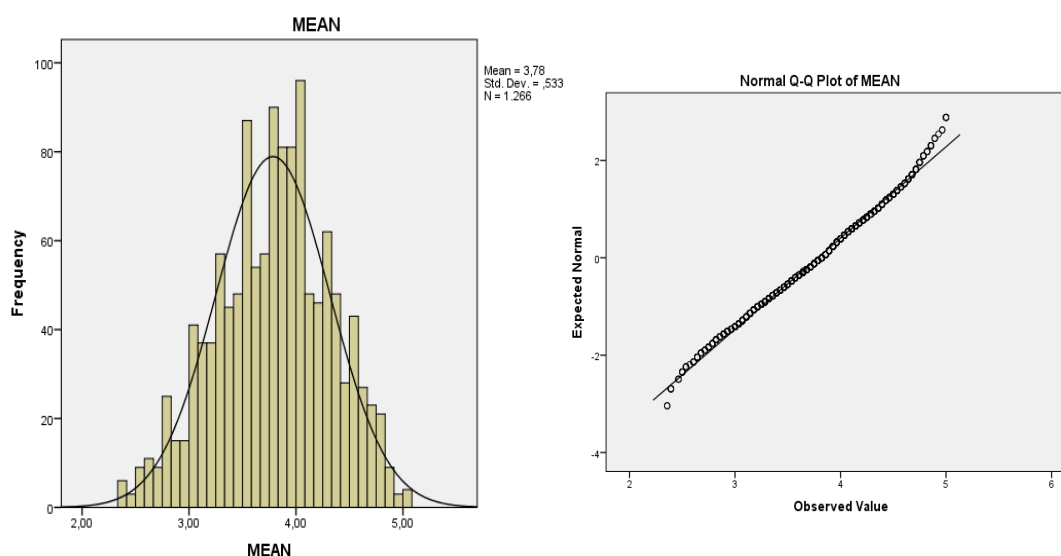 MEAN
100
80
60
40
20
0
Frequency
2,00 3,00 4,00 5,00
MEAN
Mean = 3,78
Std. Dev. = ,533
N = 1.266
Normal Q-Q Plot of MEAN
2
0
-2
-4
Expected Normal
2 3 4 5 6
Observed Value